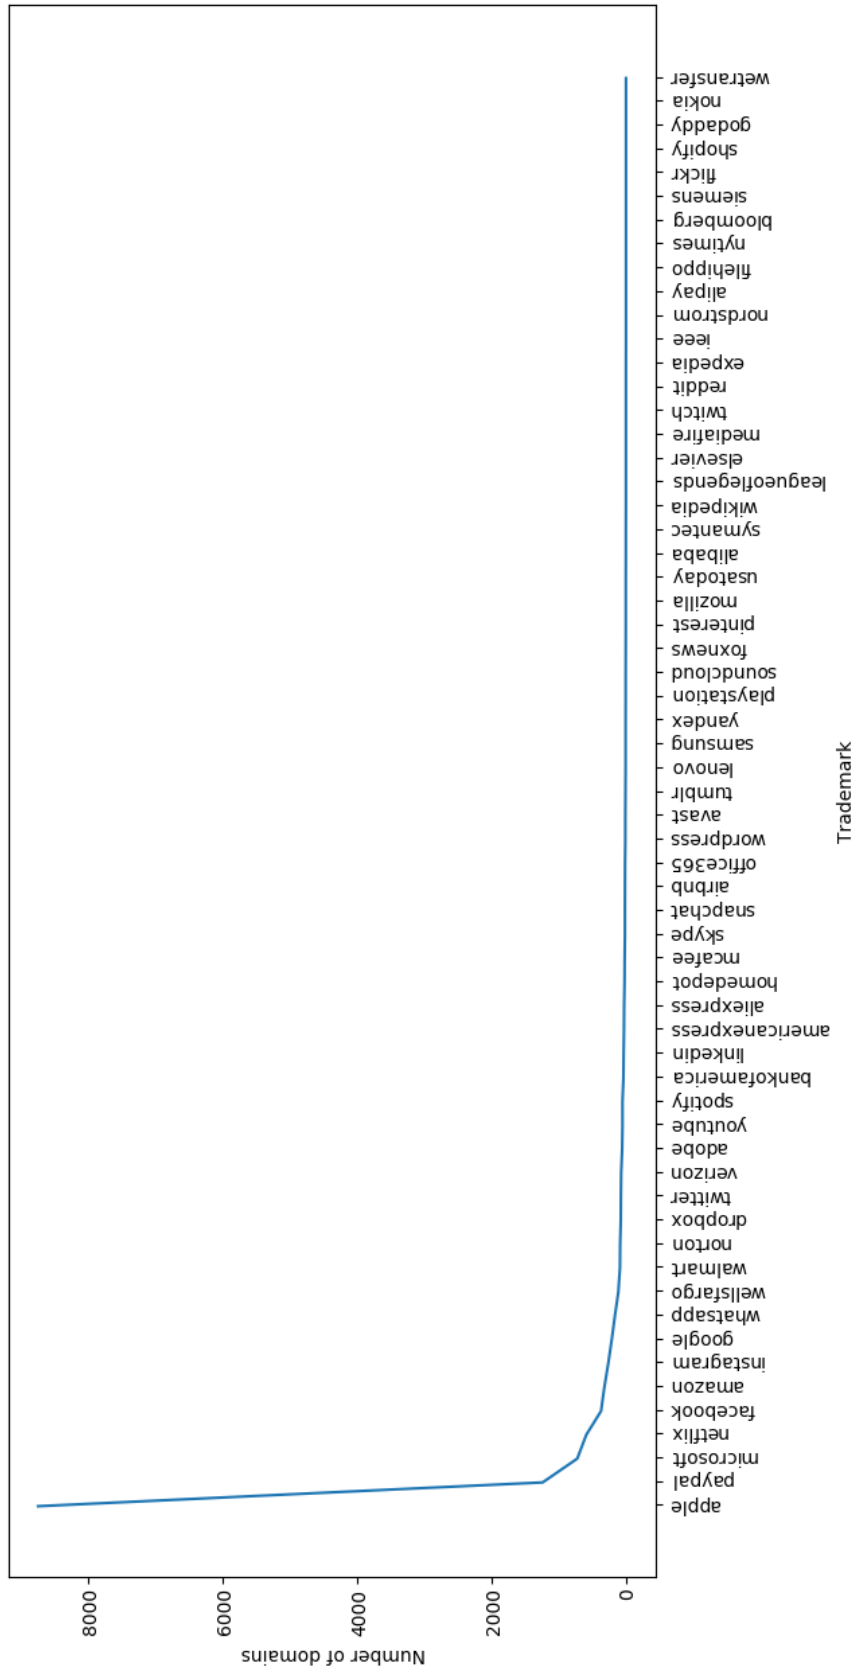 Number of domains
8000
6000
4000
2000
0
apple
paypal
microsoft
netflix
facebook
amazon
instagram
google
whatsapp
wellsfargo
walmart
norton
dropbox
twitter
verizon
adobe
youtube
spotify
bankofamerica
linkedin
americanexpress
aliexpress
homedepot
mcafee
skype
snapchat
airbnb
office365
wordpress
avast
tumblr
lenovo
samsung
yandex
playstation
soundcloud
foxnews
pinterest
mozilla
usatoday
alibaba
symantec
wikipedia
leagueoflegends
elsevier
mediafire
twitch
reddit
expedia
ieee
nordstrom
alipay
filehippo
nytimes
bloomberg
siemens
flickr
shopify
godaddy
nokia
wetransfer
Trademark